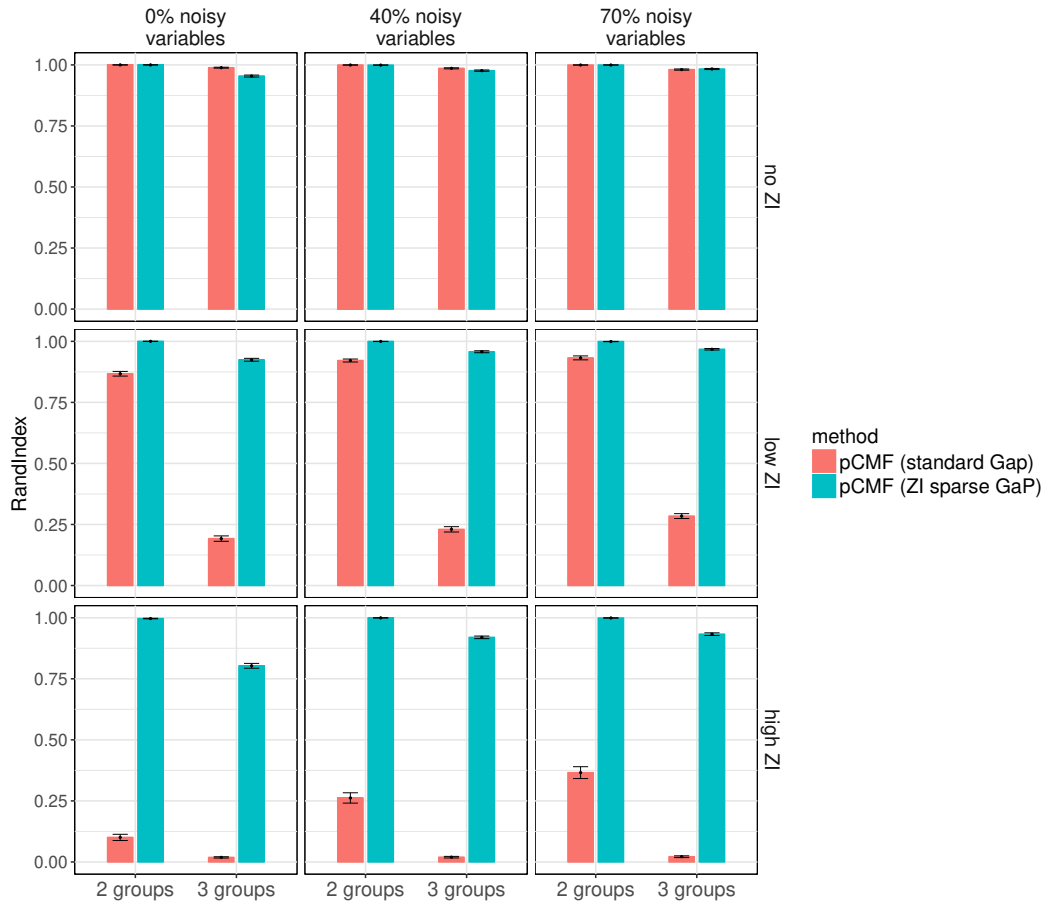 0% noisy
variables
40% noisy
variables
70% noisy
variables
1.00
0.75
0.50
0.25
0.00
no ZI
1.00
0.75
0.50
0.25
0.00
low ZI
1.00
0.75
0.50
0.25
0.00
high ZI
RandIndex
2 groups
3 groups
2 groups
3 groups
2 groups
3 groups
method
pCMF (standard Gap)
pCMF (ZI sparse GaP)